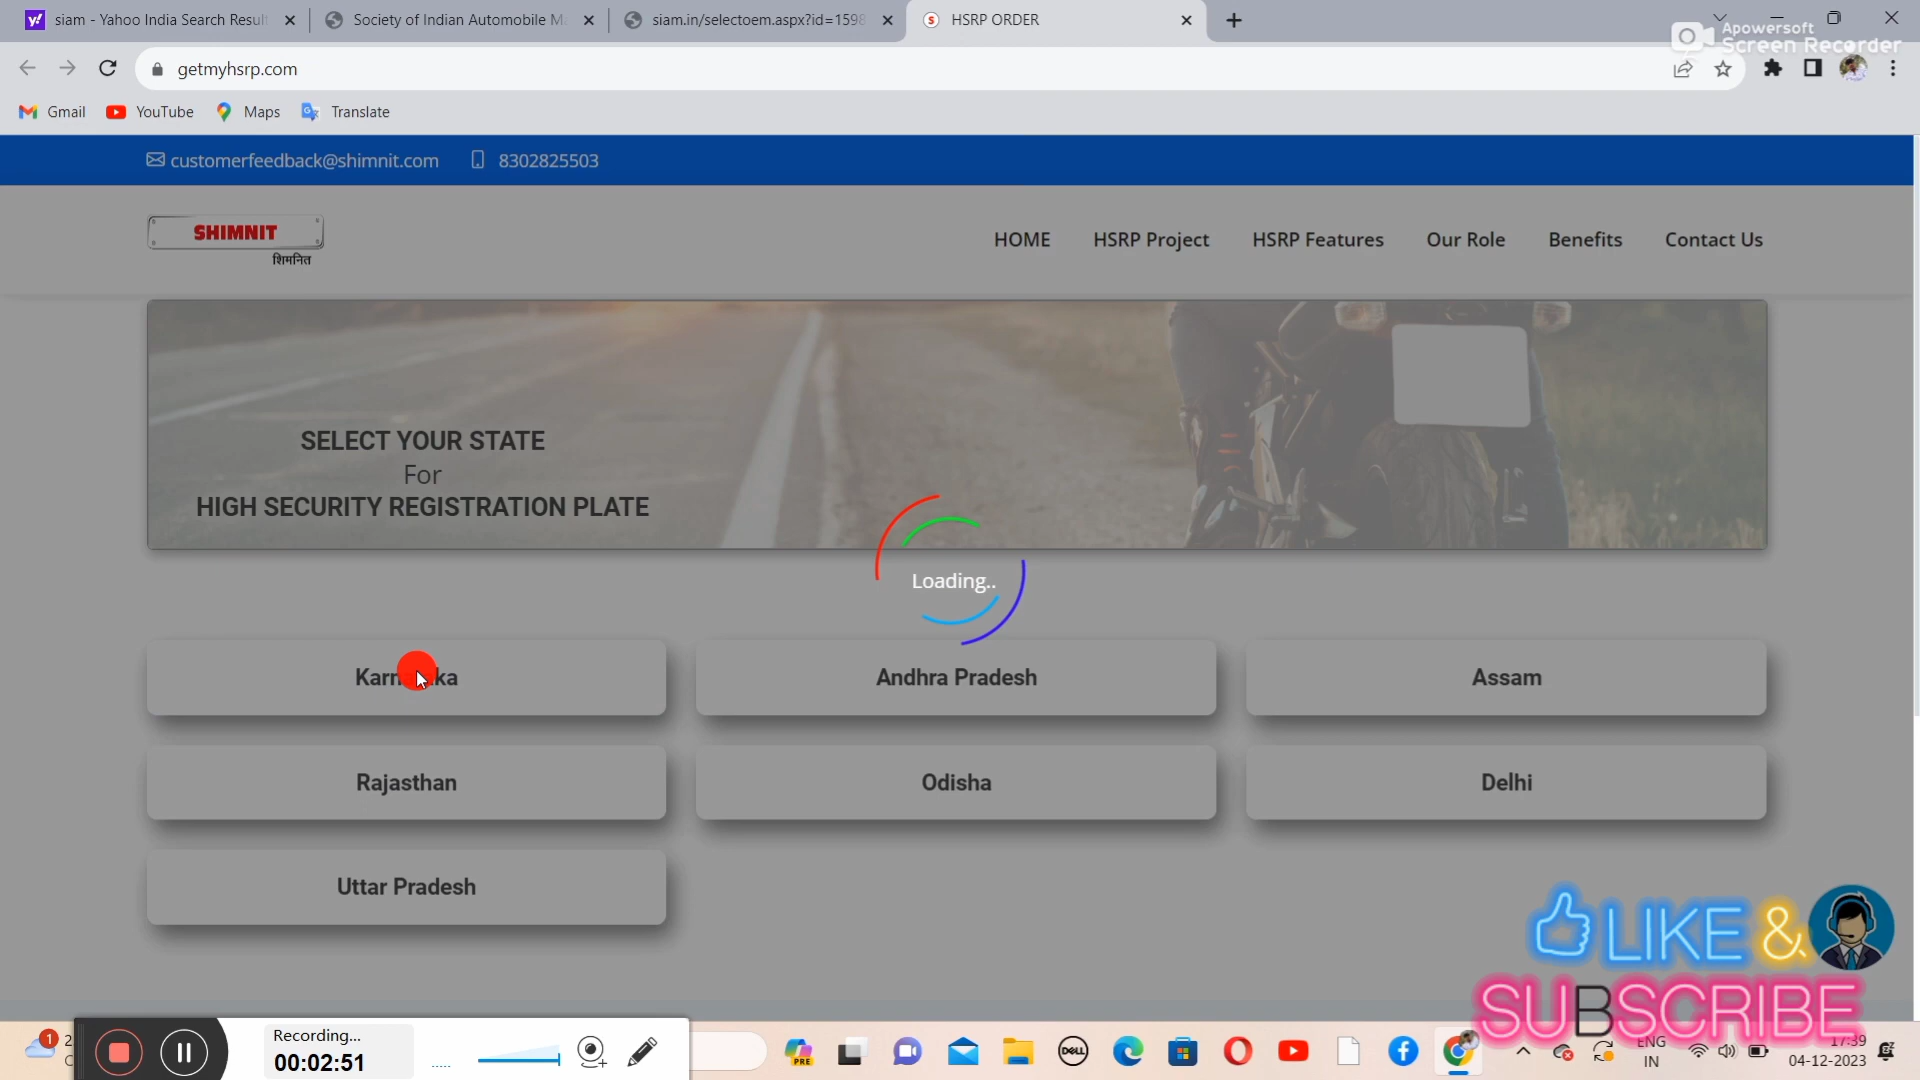 siam - Yahoo India Search Result
Society of Indian Automobile M
siam.in/selectoem.aspx?id=1598
HSRP ORDER
Apowersoft
Screen Recorder
getmyhsrp.com
Gmail
YouTube
Maps
Translate
customerfeedback@shimnit.com
8302825503
SHIMNIT
शिमनित
HOME
HSRP Project
HSRP Features
Our Role
Benefits
Contact Us
SELECT YOUR STATE
For
HIGH SECURITY REGISTRATION PLATE
Loading..
Andhra Pradesh
Assam
Rajasthan
Odisha
Delhi
Uttar Pradesh
LIKE &
SUBSCRIBE
Recording...
00:02:51
1
PRE
DELL
ENG
IN
17:39
04-12-2023